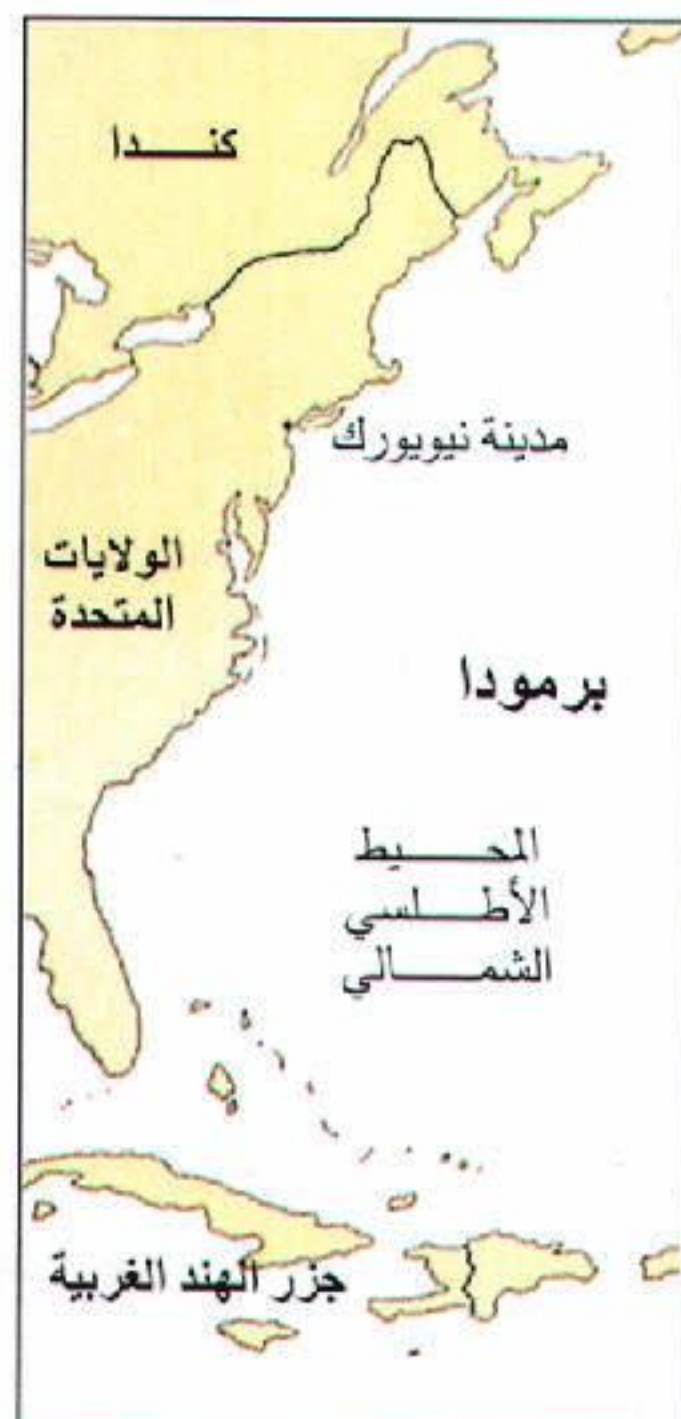 كنـــدا
مدينة نيويورك
الولايات
المتحدة
برمودا
المحـــيط
الأطـــلسي
الشمـــالي
جزر الهند الغربية